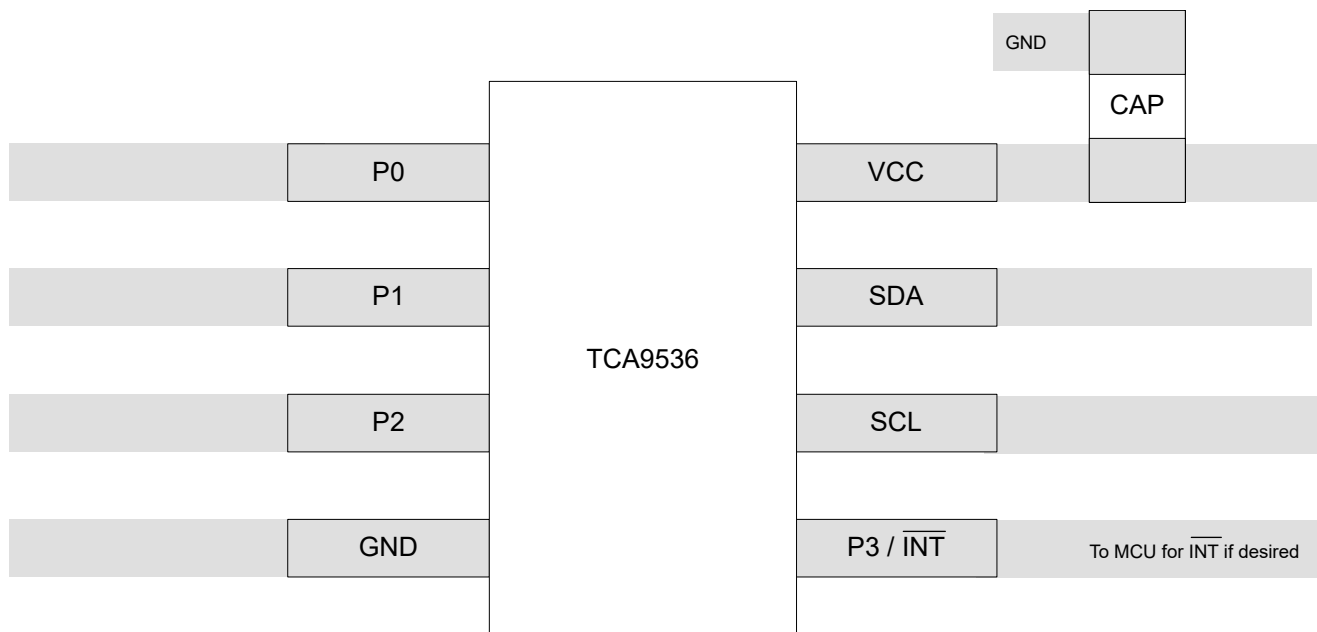 GND
CAP
P0
VCC
P1
SDA
TCA9536
P2
SCL
GND
P3 / INT
To MCU for INT if desired